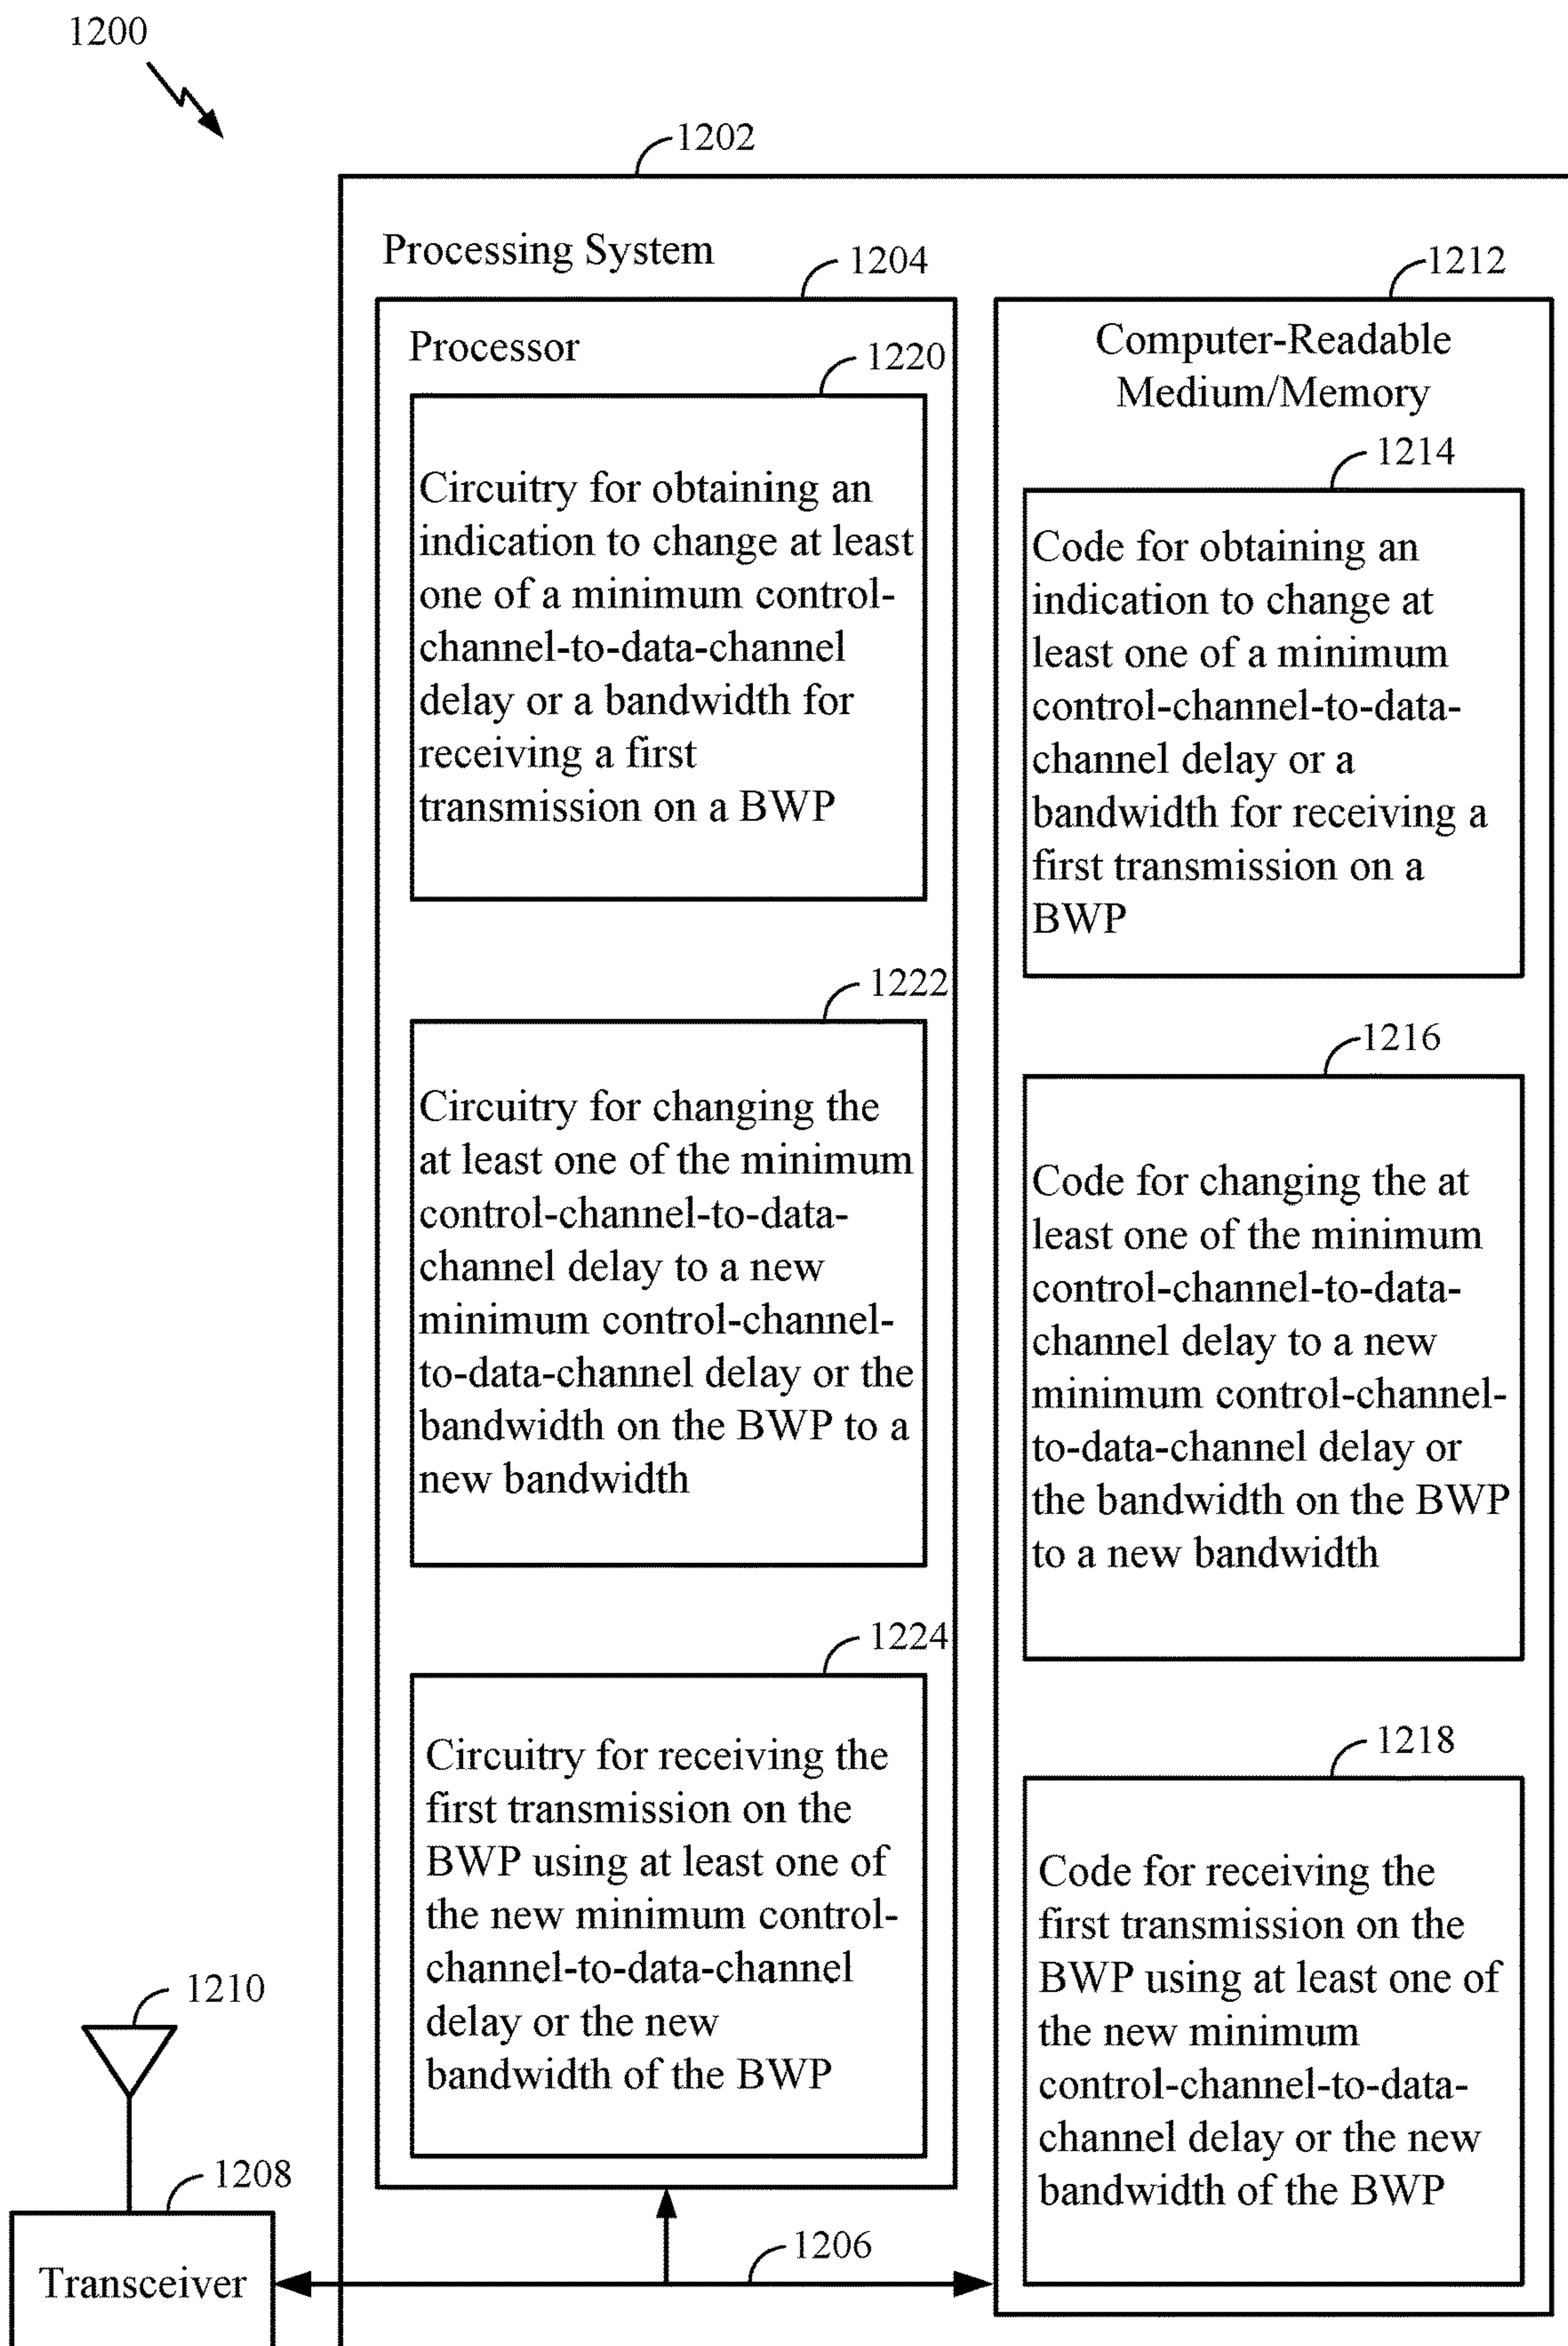 1200
1202
Processing System
1204
Processor
1220
Circuitry for obtaining an
indication to change at least
one of a minimum control-
channel-to-data-channel
delay or a bandwidth for
receiving a first
transmission on a BWP
1222
Circuitry for changing the
at least one of the minimum
control-channel-to-data-
channel delay to a new
minimum control-channel-
to-data-channel delay or the
bandwidth on the BWP to a
new bandwidth
1224
Circuitry for receiving the
first transmission on the
BWP using at least one of
the new minimum control-
channel-to-data-channel
delay or the new
bandwidth of the BWP
1212
Computer-Readable
Medium/Memory
1214
Code for obtaining an
indication to change at
least one of a minimum
control-channel-to-data-
channel delay or a
bandwidth for receiving a
first transmission on a
BWP
1216
Code for changing the at
least one of the minimum
control-channel-to-data-
channel delay to a new
minimum control-channel-
to-data-channel delay or
the bandwidth on the BWP
to a new bandwidth
1218
Code for receiving the
first transmission on the
BWP using at least one of
the new minimum
control-channel-to-data-
channel delay or the new
bandwidth of the BWP
1210
1208
Transceiver
1206